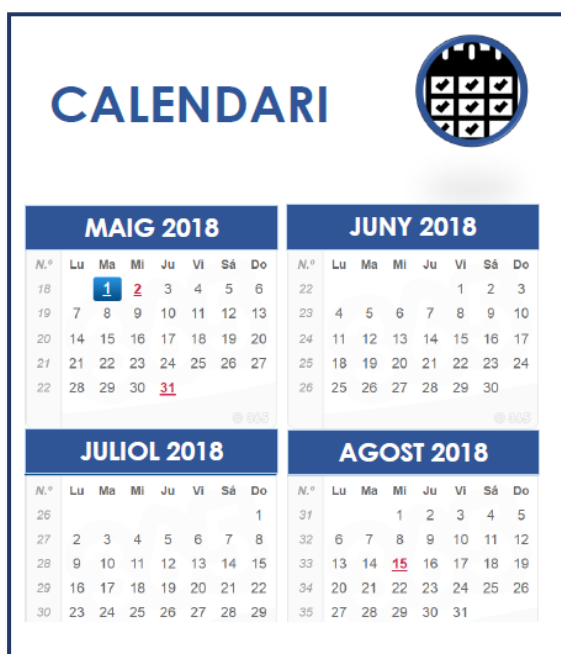 CALENDARI
MAIG 2018
N.º Lu Ma Mi Ju Vi Sá Do
18 1 2 3 4 5 6
19 7 8 9 10 11 12 13
20 14 15 16 17 18 19 20
21 21 22 23 24 25 26 27
22 28 29 30 31
© 365
JUNY 2018
N.º Lu Ma Mi Ju Vi Sá Do
22 1 2 3
23 4 5 6 7 8 9 10
24 11 12 13 14 15 16 17
25 18 19 20 21 22 23 24
26 25 26 27 28 29 30
© 365
JULIOL 2018
N.º Lu Ma Mi Ju Vi Sá Do
26 1
27 2 3 4 5 6 7 8
28 9 10 11 12 13 14 15
29 16 17 18 19 20 21 22
30 23 24 25 26 27 28 29
AGOST 2018
N.º Lu Ma Mi Ju Vi Sá Do
31 1 2 3 4 5
32 6 7 8 9 10 11 12
33 13 14 15 16 17 18 19
34 20 21 22 23 24 25 26
35 27 28 29 30 31